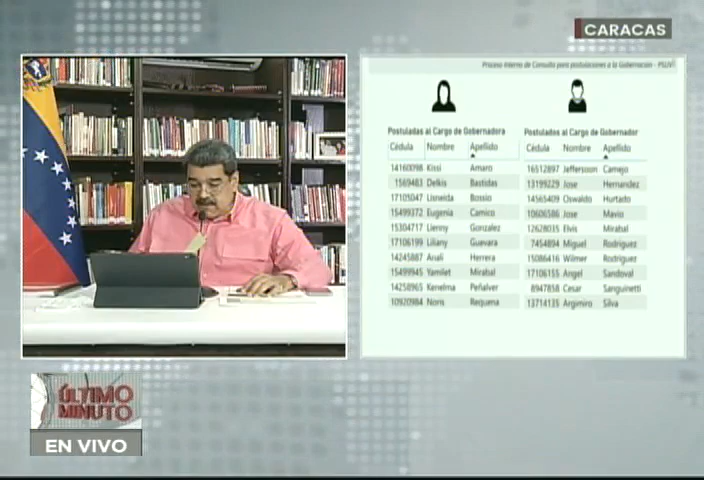 CARACAS
Proceso Interno de Consulta para postulaciones a la Gobernación - PSUV
Postuladas al Cargo de Gobernadora
Cédula Nombre Apellido
14160098 Kissi Amaro
1569483 Delkis Bastidas
17105047 Lisneida Bossio
15499372 Eugenia Camico
15304717 Llenny Gonzalez
17106199 Liliany Guevara
14245887 Anali Herrera
15499945 Yamilet Mirabal
14258965 Kenelma Peñalver
10920984 Noris Requena
Postulados al Cargo de Gobernador
Cédula Nombre Apellido
16512897 Jeffersson Camejo
13199229 Jose Hernandez
14565409 Oswaldo Hurtado
10606586 Jose Mavio
12628035 Elvis Mirabal
7454894 Miguel Rodriguez
15086416 Wilmer Rodriguez
17106155 Angel Sandoval
8947858 Cesar Sanguinetti
13714135 Argimiro Silva
ÚLTIMO
MINUTO
EN VIVO